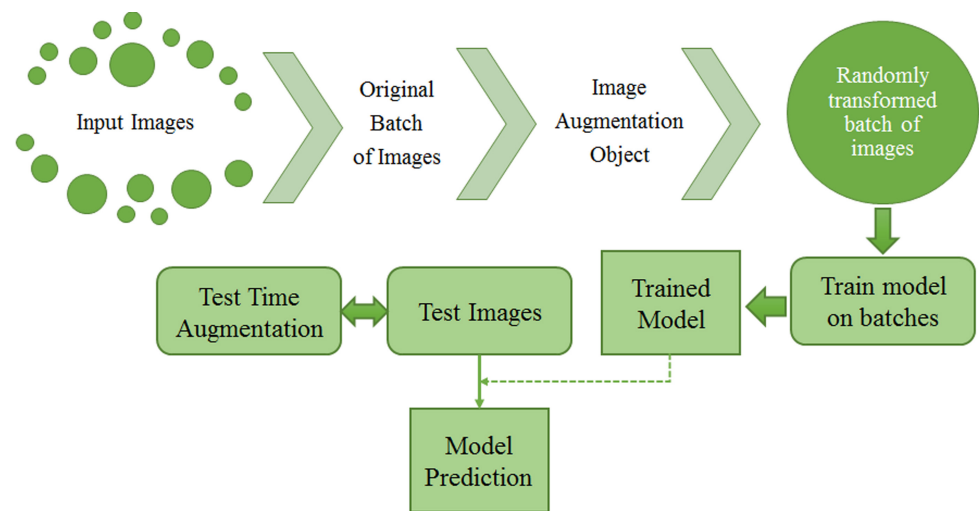 Input Images
Original
Batch
of Images
Image
Augmentation
Object
Randomly
transformed
batch of
images
Test Time
Augmentation
Test Images
Trained
Model
Train model
on batches
Model
Prediction